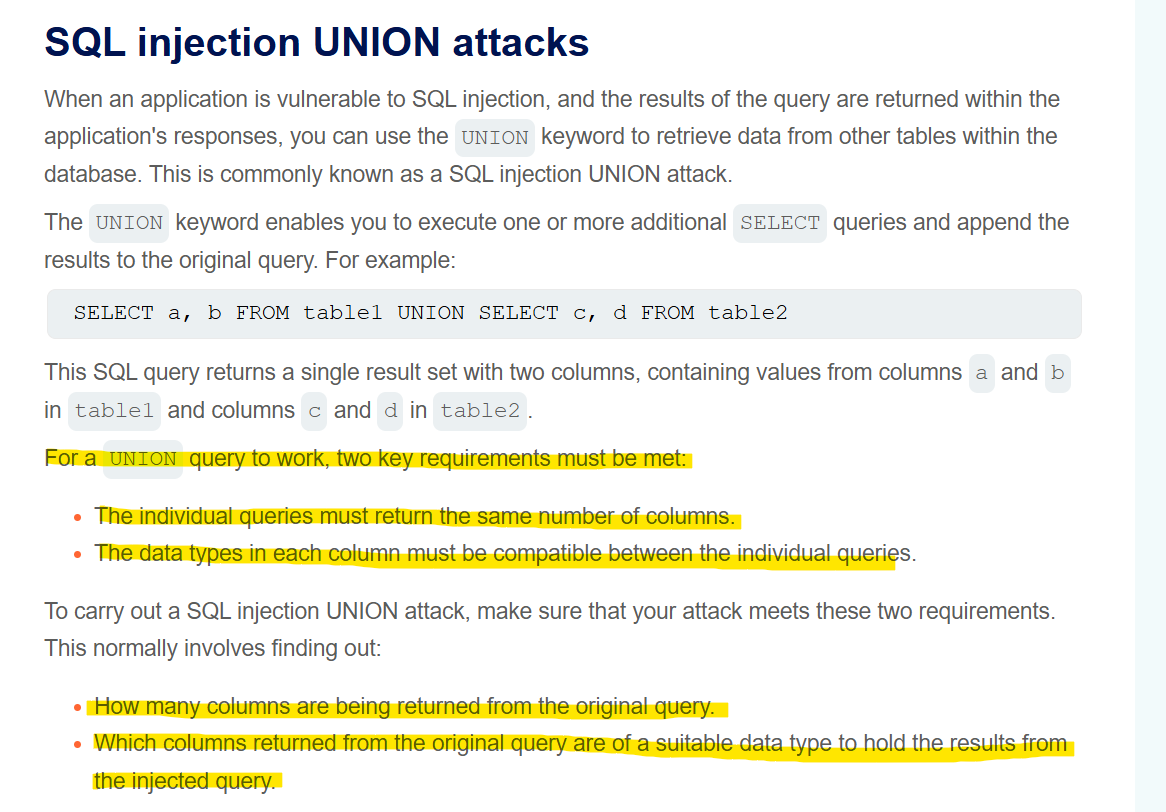 SQL injection UNION attacks
When an application is vulnerable to SQL injection, and the results of the query are returned within the
application's responses, you can use the UNION keyword to retrieve data from other tables within the
database. This is commonly known as a SQL injection UNION attack.
The UNION keyword enables you to execute one or more additional SELECT queries and append the
results to the original query. For example:
SELECT a, b FROM table1 UNION SELECT c, d FROM table2
This SQL query returns a single result set with two columns, containing values from columns a and b
in table1 and columns c and d in table2.
For a UNION query to work, two key requirements must be met:
• The individual queries must return the same number of columns.
• The data types in each column must be compatible between the individual queries.
To carry out a SQL injection UNION attack, make sure that your attack meets these two requirements.
This normally involves finding out:
• How many columns are being returned from the original query.
• Which columns returned from the original query are of a suitable data type to hold the results from
the injected query.